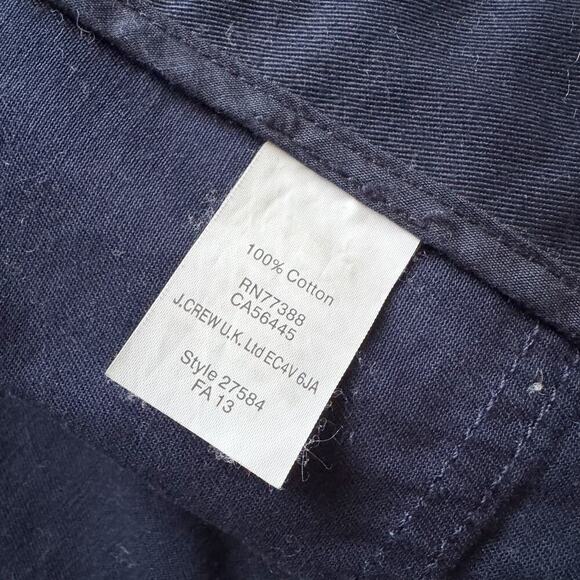 100% Cotton
RN77388
CA56445
J.CREW U.K. Ltd EC4V 6JA
Style 27584
FA 13